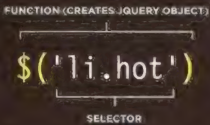 FUNCTION (CREATES JQUERY OBJECT)
$('li.hot')
SELECTOR